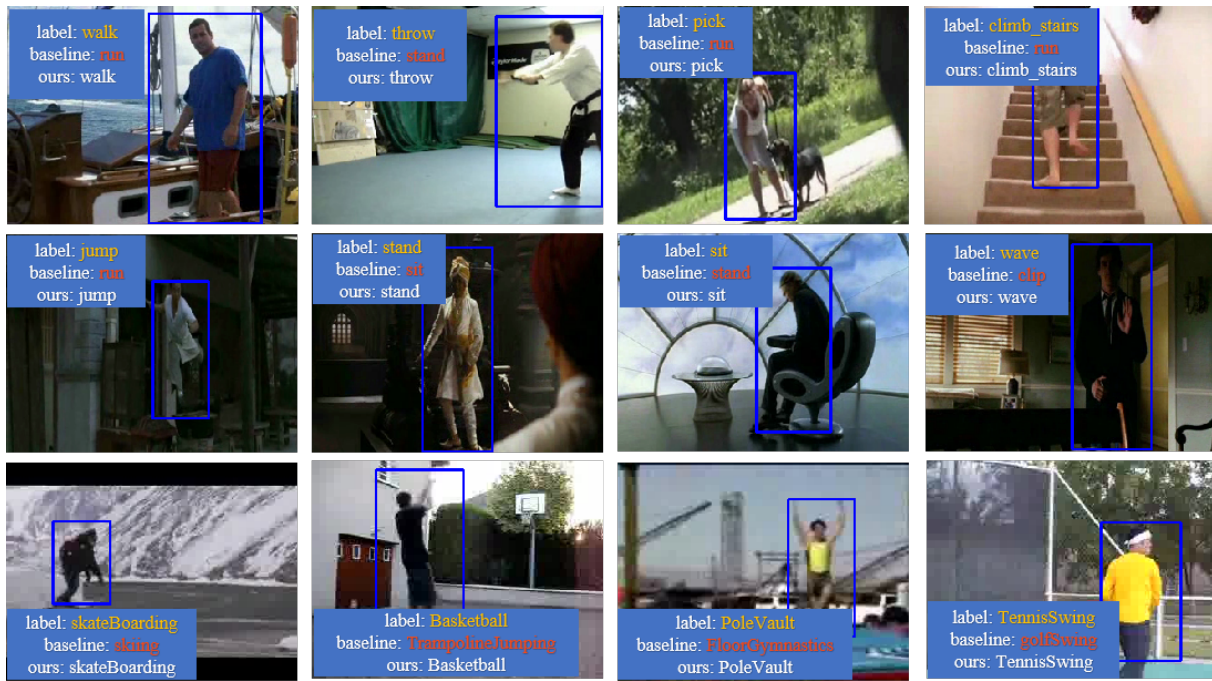 label: walk
baseline: run
ours: walk
label: throw
baseline: stand
ours: throw
label: pick
baseline: run
ours: pick
label: climb_stairs
baseline: run
ours: climb_stairs
label: jump
baseline: run
ours: jump
label: stand
baseline: sit
ours: stand
label: sit
baseline: stand
ours: sit
label: wave
baseline: clip
ours: wave
label: skateBoarding
baseline: skiing
ours: skateBoarding
label: Basketball
baseline: TrampolineJumping
ours: Basketball
label: PoleVault
baseline: FloorGymnastics
ours: PoleVault
label: TennisSwing
baseline: golfSwing
ours: TennisSwing